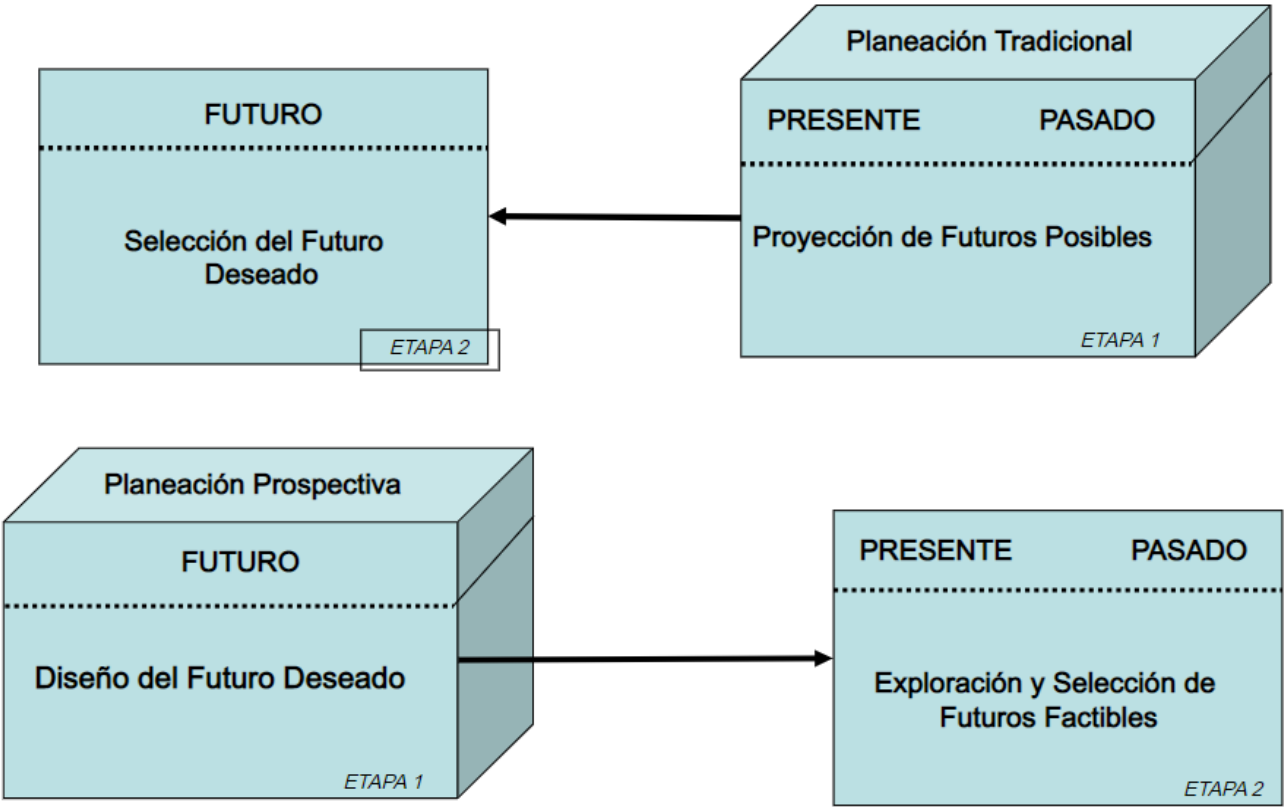 Planeación Tradicional
FUTURO
PRESENTE PASADO
Selección del Futuro
Deseado
Proyección de Futuros Posibles
ETAPA 2
ETAPA 1
Planeación Prospectiva
FUTURO
PRESENTE PASADO
Diseño del Futuro Deseado
Exploración y Selección de
Futuros Factibles
ETAPA 1
ETAPA 2